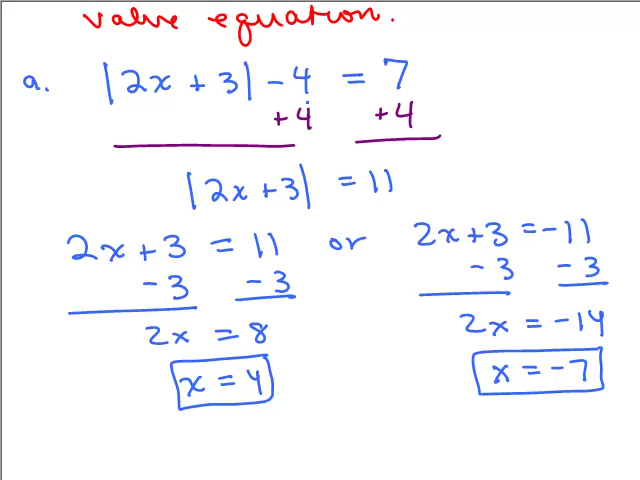 value equation.
a. |2x + 3| - 4 = 7
+4 +4
|2x + 3| = 11
2x + 3 = 11 or 2x + 3 = -11
- 3 - 3 - 3 - 3
2x = 8 2x = -14
x = 4 x = -7